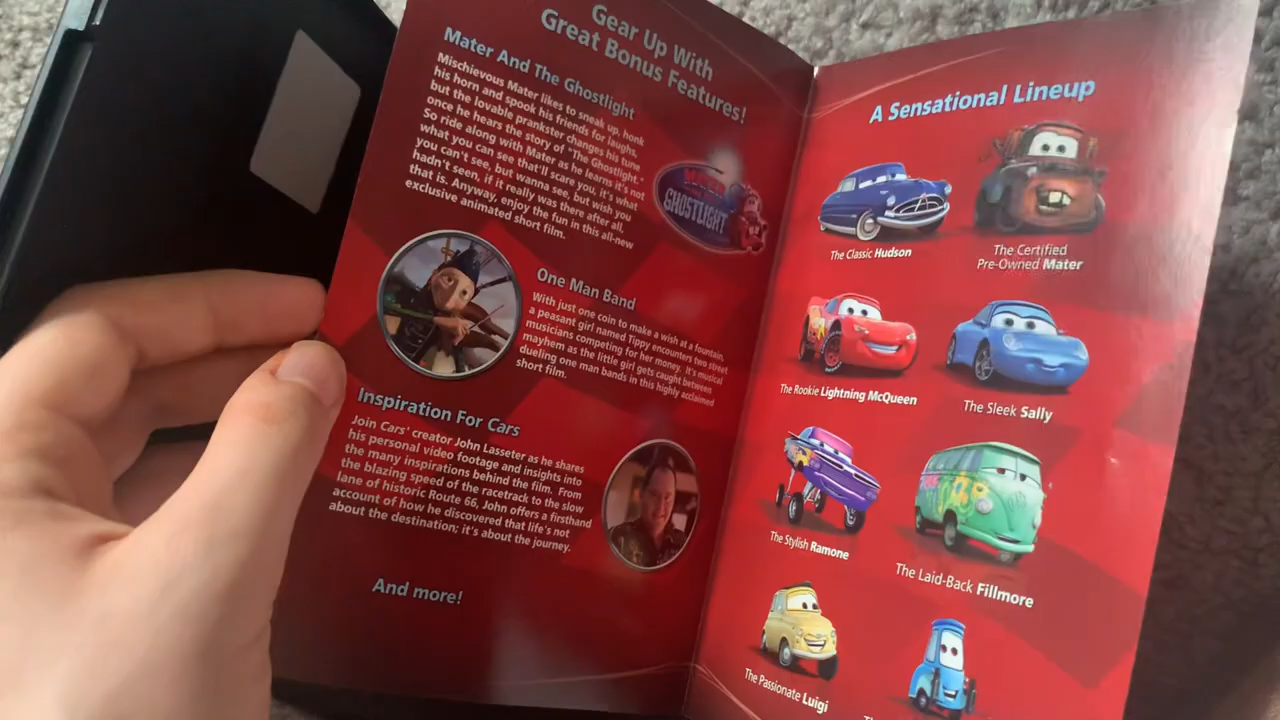 Gear Up With
Great Bonus Features!
Mater And The Ghostlight
Mischievous Mater likes to sneak up, honk
his horn and spook his friends for laughs,
but the lovable prankster changes his tune
once he hears the story of "The Ghostlight."
So ride along with Mater as he learns it's not
what you can see that'll scare you. It's what
you can't see, but wanna see, but wish you
hadn't seen, if it really was there after all,
that is. Anyway, enjoy the fun in this all-new
exclusive animated short film.
MATER
GHOSTLIGHT
One Man Band
With just one coin to make a wish at a fountain,
a peasant girl named Tippy encounters two street
musicians competing for her money. It's musical
mayhem as the little girl gets caught between
dueling one man bands in this highly acclaimed
short film.
Inspiration For Cars
Join Cars' creator John Lasseter as he shares
his personal video footage and insights into
the many inspirations behind the film. From
the blazing speed of the racetrack to the slow
lane of historic Route 66, John offers a firsthand
account of how he discovered that life's not
about the destination; it's about the journey.
And more!
A Sensational Lineup
The Classic Hudson
The Certified
Pre-Owned Mater
The Rookie Lightning McQueen
The Sleek Sally
The Stylish Ramone
The Laid-Back Fillmore
The Passionate Luigi